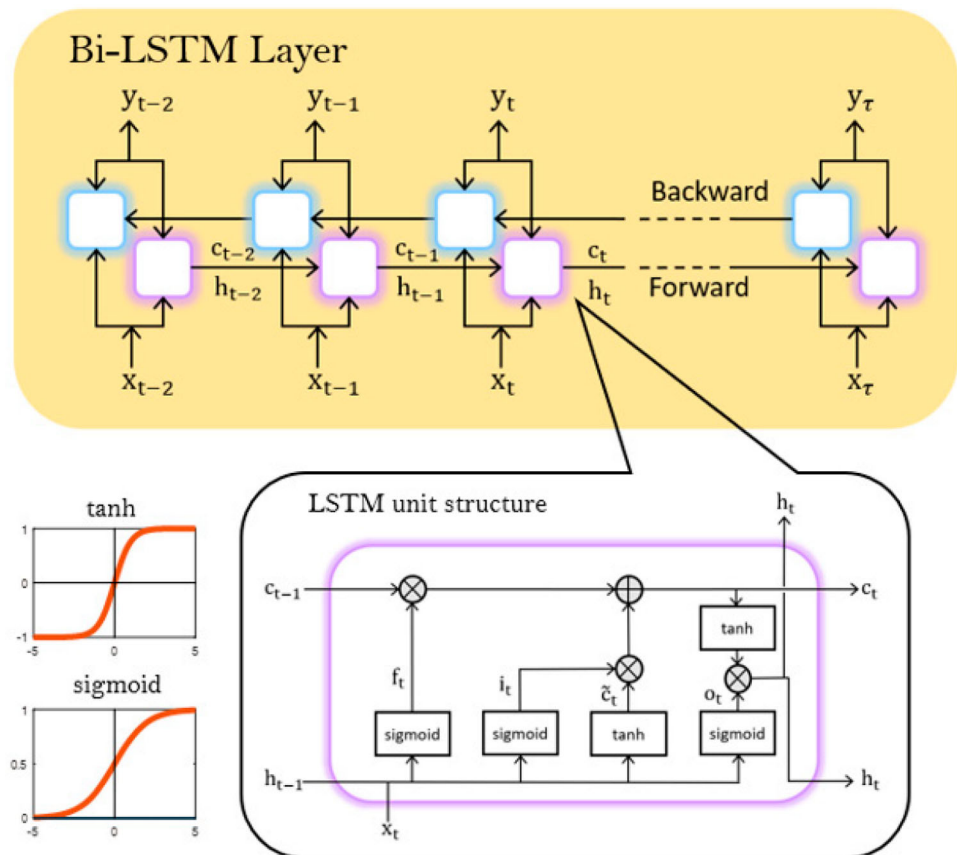 Bi-LSTM Layer
yₜ₋₂ yₜ₋₁ yₜ y_τ
Backward
cₜ₋₂ cₜ₋₁ cₜ
hₜ₋₂ hₜ₋₁ hₜ Forward
xₜ₋₂ xₜ₋₁ xₜ x_τ
tanh
1
0
-1
-5 0 5
sigmoid
1
0.5
0
-5 0 5
LSTM unit structure
hₜ
cₜ₋₁ cₜ
tanh
fₜ iₜ c̃ₜ oₜ
sigmoid sigmoid tanh sigmoid
hₜ₋₁ hₜ
xₜ